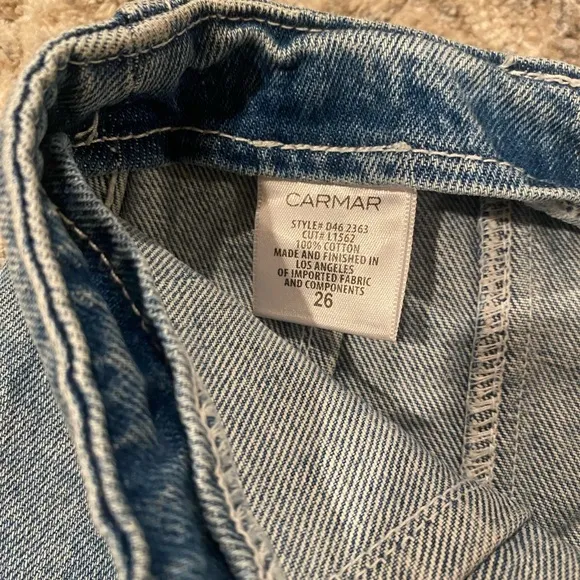 CARMAR
STYLE# D46 2363
CUT# L1562
100% COTTON
MADE AND FINISHED IN
LOS ANGELES
OF IMPORTED FABRIC
AND COMPONENTS
26